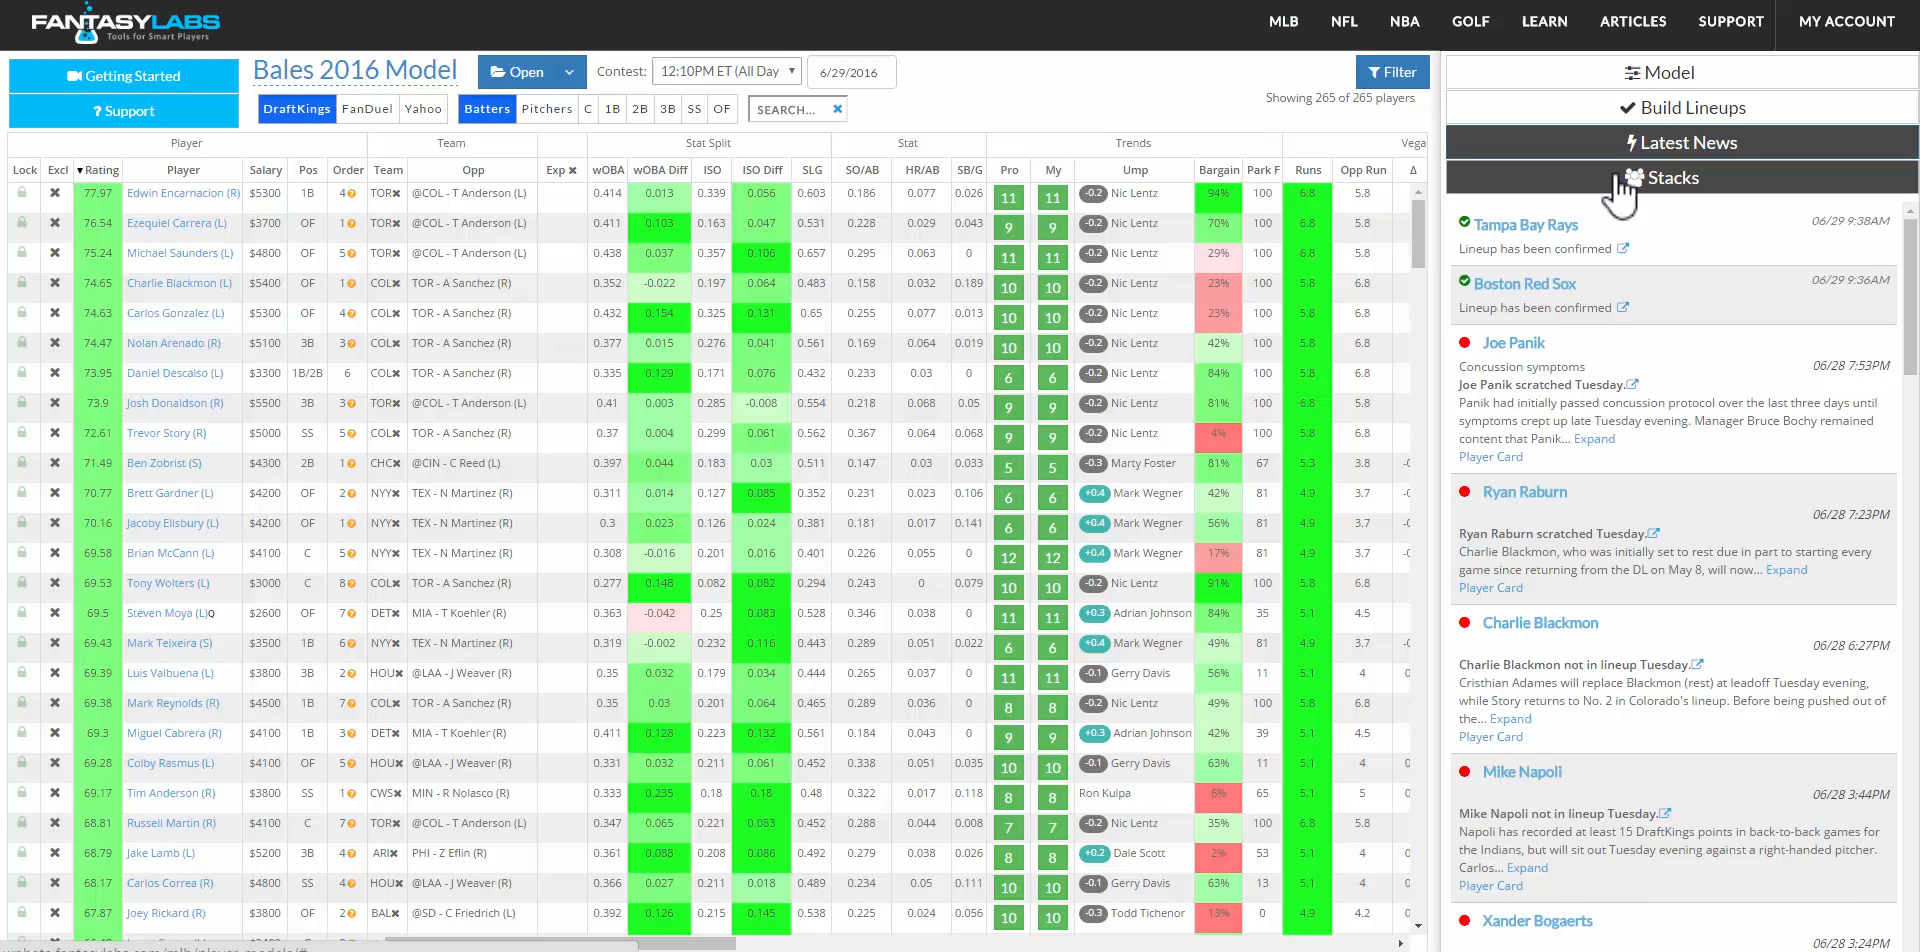 FANTASYLABS
Tools for Smart Players
MLB NFL NBA GOLF LEARN ARTICLES SUPPORT MY ACCOUNT
Getting Started
? Support
Bales 2016 Model Open Contest: 12:10PM ET (All Day 6/29/2016 Filter
DraftKings FanDuel Yahoo Batters Pitchers C 1B 2B 3B SS OF SEARCH...
Showing 265 of 265 players
Player Team Stat Split Stat Trends Vega
Lock Excl Rating Player Salary Pos Order Team Opp Exp wOBA wOBA Diff ISO ISO Diff SLG SO/AB HR/AB SB/G Pro My Ump Bargain Park F Runs Opp Run Δ
77.97 Edwin Encarnacion (R) $5300 1B 4 TOR @COL - T Anderson (L) 0.414 0.013 0.339 0.056 0.603 0.186 0.077 0.026 11 11 -0.2 Nic Lentz 94% 100 6.8 5.8
76.54 Ezequiel Carrera (L) $3700 OF 1 TOR @COL - T Anderson (L) 0.411 0.103 0.163 0.047 0.531 0.228 0.029 0.043 9 9 -0.2 Nic Lentz 70% 100 6.8 5.8
75.24 Michael Saunders (L) $4800 OF 5 TOR @COL - T Anderson (L) 0.438 0.037 0.357 0.106 0.657 0.295 0.063 0 11 11 -0.2 Nic Lentz 29% 100 6.8 5.8
74.65 Charlie Blackmon (L) $5400 OF 1 COL TOR - A Sanchez (R) 0.352 -0.022 0.197 0.064 0.483 0.158 0.032 0.189 10 10 -0.2 Nic Lentz 23% 100 5.8 6.8
74.63 Carlos Gonzalez (L) $5300 OF 4 COL TOR - A Sanchez (R) 0.432 0.154 0.325 0.131 0.65 0.255 0.077 0.013 10 10 -0.2 Nic Lentz 23% 100 5.8 6.8
74.47 Nolan Arenado (R) $5100 3B 3 COL TOR - A Sanchez (R) 0.377 0.015 0.276 0.041 0.561 0.169 0.064 0.019 10 10 -0.2 Nic Lentz 42% 100 5.8 6.8
73.95 Daniel Descalso (L) $3300 1B/2B 6 COL TOR - A Sanchez (R) 0.335 0.129 0.171 0.076 0.432 0.233 0.03 0 6 6 -0.2 Nic Lentz 84% 100 5.8 6.8
73.9 Josh Donaldson (R) $5500 3B 3 TOR @COL - T Anderson (L) 0.41 0.003 0.285 -0.008 0.554 0.218 0.068 0.05 9 9 -0.2 Nic Lentz 81% 100 6.8 5.8
72.61 Trevor Story (R) $5000 SS 5 COL TOR - A Sanchez (R) 0.37 0.004 0.299 0.061 0.562 0.367 0.064 0.068 9 9 -0.2 Nic Lentz 4% 100 5.8 6.8
71.49 Ben Zobrist (S) $4300 2B 1 CHC @CIN - C Reed (L) 0.397 0.044 0.183 0.03 0.511 0.147 0.03 0.033 5 5 -0.3 Marty Foster 81% 67 5.3 3.8
70.77 Brett Gardner (L) $4200 OF 2 NYY TEX - N Martinez (R) 0.311 0.014 0.127 0.085 0.352 0.231 0.023 0.106 6 6 +0.4 Mark Wegner 42% 81 4.9 3.7
70.16 Jacoby Ellsbury (L) $4200 OF 1 NYY TEX - N Martinez (R) 0.3 0.023 0.126 0.024 0.381 0.181 0.017 0.141 6 6 +0.4 Mark Wegner 56% 81 4.9 3.7
69.58 Brian McCann (L) $4100 C 5 NYY TEX - N Martinez (R) 0.308 -0.016 0.201 0.016 0.401 0.226 0.055 0 12 12 +0.4 Mark Wegner 17% 81 4.9 3.7
69.53 Tony Wolters (L) $3000 C 8 COL TOR - A Sanchez (R) 0.277 0.148 0.082 0.082 0.294 0.243 0 0.079 10 10 -0.2 Nic Lentz 91% 100 5.8 6.8
69.5 Steven Moya (L)Q $2600 OF 7 DET MIA - T Koehler (R) 0.363 -0.042 0.25 0.083 0.528 0.346 0.038 0 11 11 +0.3 Adrian Johnson 84% 35 5.1 4.5
69.43 Mark Teixeira (S) $3500 1B 6 NYY TEX - N Martinez (R) 0.319 -0.002 0.232 0.116 0.443 0.289 0.051 0.022 6 6 +0.4 Mark Wegner 49% 81 4.9 3.7
69.39 Luis Valbuena (L) $3800 3B 2 HOU @LAA - J Weaver (R) 0.35 0.032 0.179 0.034 0.444 0.265 0.037 0 11 11 -0.1 Gerry Davis 56% 11 5.1 4
69.38 Mark Reynolds (R) $4500 1B 7 COL TOR - A Sanchez (R) 0.35 0.03 0.201 0.064 0.465 0.289 0.036 0 8 8 -0.2 Nic Lentz 49% 100 5.8 6.8
69.3 Miguel Cabrera (R) $4100 1B 3 DET MIA - T Koehler (R) 0.411 0.128 0.223 0.132 0.561 0.184 0.043 0 9 9 +0.3 Adrian Johnson 42% 39 5.1 4.5
69.28 Colby Rasmus (L) $4100 OF 5 HOU @LAA - J Weaver (R) 0.331 0.032 0.211 0.061 0.452 0.338 0.051 0.035 10 10 -0.1 Gerry Davis 63% 11 5.1 4
69.17 Tim Anderson (R) $3800 SS 1 CWS MIN - R Nolasco (R) 0.333 0.235 0.18 0.18 0.48 0.322 0.017 0.118 8 8 Ron Kulpa 6% 65 5.1 5
68.81 Russell Martin (R) $4100 C 7 TOR @COL - T Anderson (L) 0.347 0.065 0.221 0.083 0.452 0.288 0.044 0.008 7 7 -0.2 Nic Lentz 35% 100 6.8 5.8
68.79 Jake Lamb (L) $5200 3B 4 ARI PHI - Z Eflin (R) 0.361 0.088 0.208 0.086 0.492 0.279 0.038 0.026 8 8 +0.2 Dale Scott 2% 53 5.1 4
68.17 Carlos Correa (R) $4800 SS 4 HOU @LAA - J Weaver (R) 0.366 0.027 0.211 0.018 0.489 0.234 0.05 0.111 10 10 -0.1 Gerry Davis 63% 13 5.1 4
67.87 Joey Rickard (R) $3800 OF 2 BAL @SD - C Friedrich (L) 0.392 0.126 0.215 0.145 0.538 0.225 0.024 0.056 10 10 -0.3 Todd Tichenor 13% 0 4.9 4.2
Model
Build Lineups
Latest News
Stacks
Tampa Bay Rays 06/29 9:38AM
Lineup has been confirmed
Boston Red Sox 06/29 9:36AM
Lineup has been confirmed
Joe Panik
Concussion symptoms 06/28 7:53PM
Joe Panik scratched Tuesday.
Panik had initially passed concussion protocol over the last three days until
symptoms crept up late Tuesday evening. Manager Bruce Bochy remained
content that Panik... Expand
Player Card
Ryan Raburn
06/28 7:23PM
Ryan Raburn scratched Tuesday.
Charlie Blackmon, who was initially set to rest due in part to starting every
game since returning from the DL on May 8, will now... Expand
Player Card
Charlie Blackmon
06/28 6:27PM
Charlie Blackmon not in lineup Tuesday.
Cristhian Adames will replace Blackmon (rest) at leadoff Tuesday evening,
while Story returns to No. 2 in Colorado's lineup. Before being pushed out of
the... Expand
Player Card
Mike Napoli
06/28 3:44PM
Mike Napoli not in lineup Tuesday.
Napoli has recorded at least 15 DraftKings points in back-to-back games for
the Indians, but will sit out Tuesday evening against a right-handed pitcher.
Carlos... Expand
Player Card
Xander Bogaerts
06/28 3:24PM